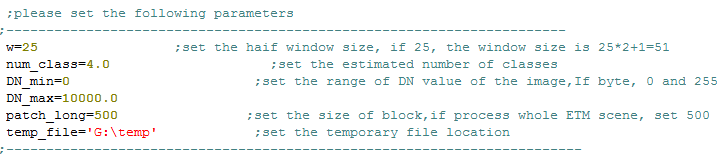 ;please set the following parameters
;----------------------------------------------------------------------
w=25 ;set the haif window size, if 25, the window size is 25*2+1=51
num_class=4.0 ;set the estimated number of classes
DN_min=0 ;set the range of DN value of the image,If byte, 0 and 255
DN_max=10000.0
patch_long=500 ;set the size of block,if process whole ETM scene, set 500
temp_file='G:\temp' ;set the temporary file location
;------------------------------------------------------------------------